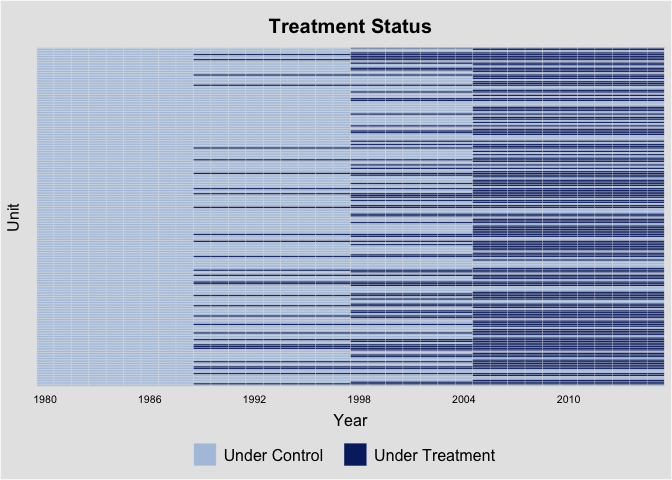 Treatment Status
Unit
1980 1986 1992 1998 2004 2010
Year
Under Control Under Treatment